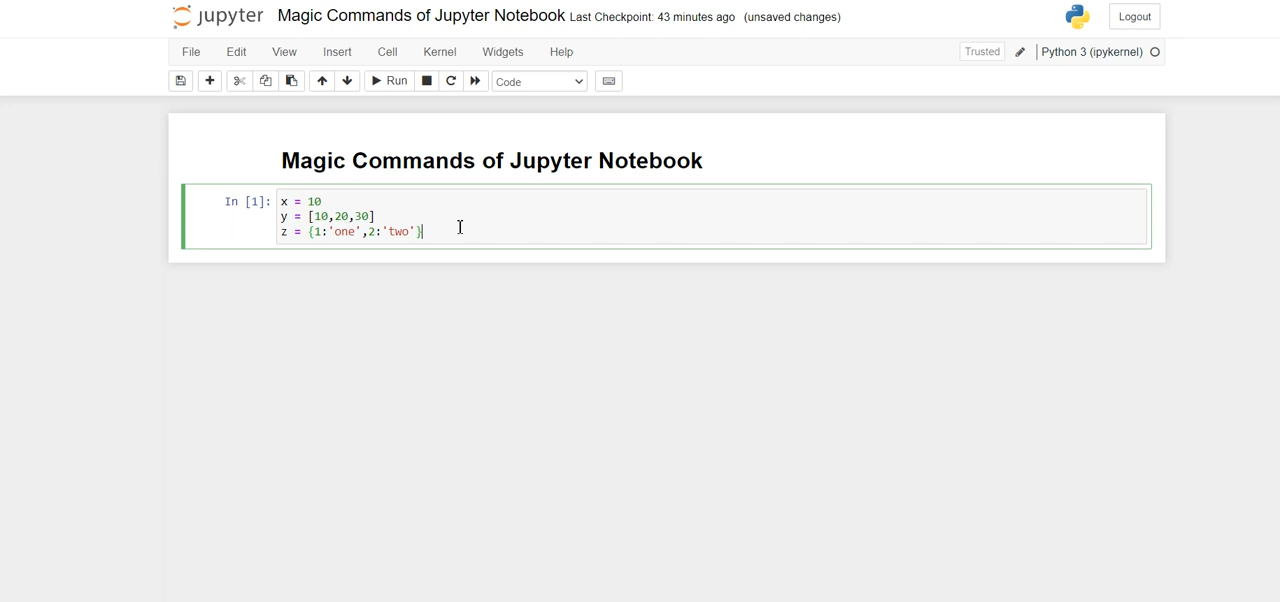 jupyter Magic Commands of Jupyter Notebook Last Checkpoint: 43 minutes ago (unsaved changes) Logout
File Edit View Insert Cell Kernel Widgets Help Trusted Python 3 (ipykernel)
Run Code
Magic Commands of Jupyter Notebook
In [1]: x = 10
y = [10,20,30]
z = {1:'one',2:'two'}